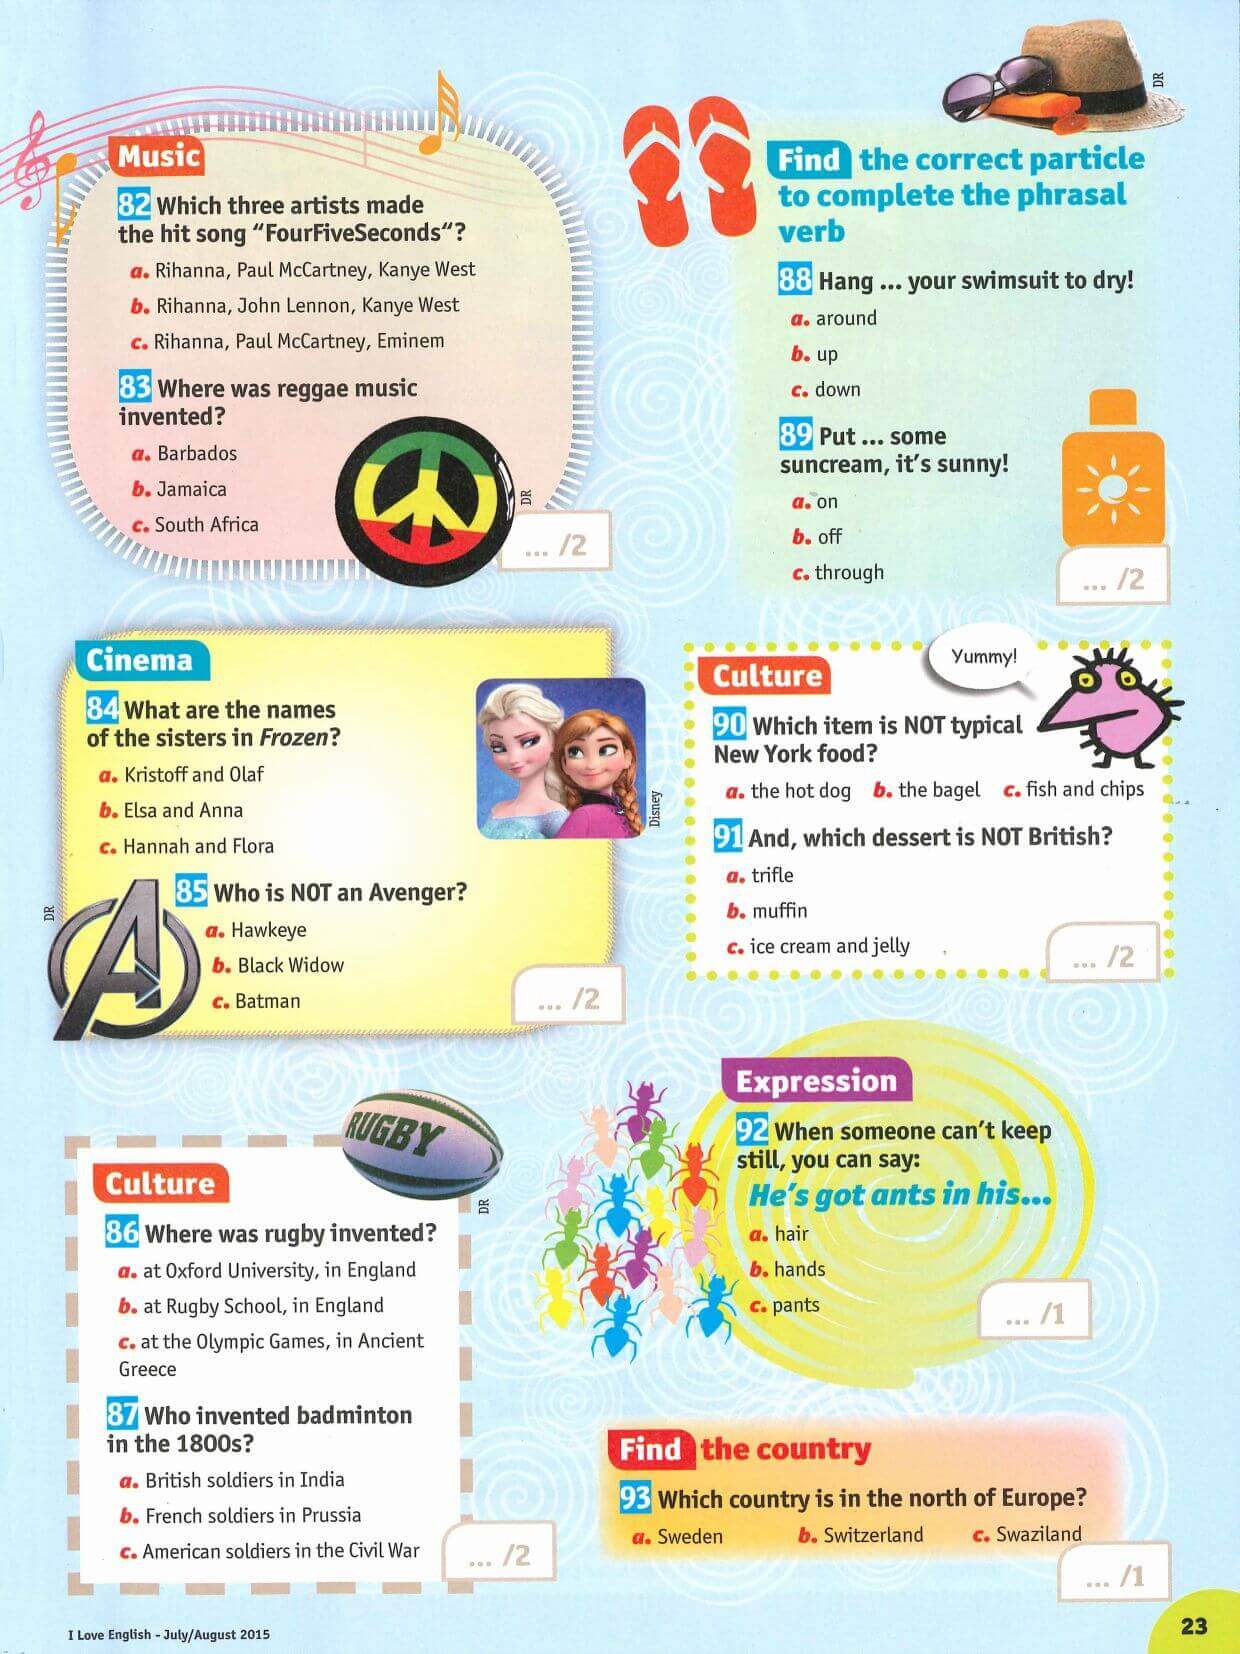 Music
82 Which three artists made
the hit song “FourFiveSeconds“?
a. Rihanna, Paul McCartney, Kanye West
b. Rihanna, John Lennon, Kanye West
c. Rihanna, Paul McCartney, Eminem
83 Where was reggae music
invented?
a. Barbados
b. Jamaica
c. South Africa
DR
... /2
Cinema
84 What are the names
of the sisters in Frozen?
a. Kristoff and Olaf
b. Elsa and Anna
c. Hannah and Flora
Disney
85 Who is NOT an Avenger?
a. Hawkeye
b. Black Widow
c. Batman
DR
... /2
RUGBY
DR
Culture
86 Where was rugby invented?
a. at Oxford University, in England
b. at Rugby School, in England
c. at the Olympic Games, in Ancient
Greece
87 Who invented badminton
in the 1800s?
a. British soldiers in India
b. French soldiers in Prussia
c. American soldiers in the Civil War
... /2
DR
Find the correct particle
to complete the phrasal
verb
88 Hang ... your swimsuit to dry!
a. around
b. up
c. down
89 Put ... some
suncream, it's sunny!
a. on
b. off
c. through
... /2
Yummy!
Culture
90 Which item is NOT typical
New York food?
a. the hot dog b. the bagel c. fish and chips
91 And, which dessert is NOT British?
a. trifle
b. muffin
c. ice cream and jelly
... /2
Expression
92 When someone can't keep
still, you can say:
He's got ants in his...
a. hair
b. hands
c. pants
... /1
Find the country
93 Which country is in the north of Europe?
a. Sweden b. Switzerland c. Swaziland
... /1
I Love English - July/August 2015
23